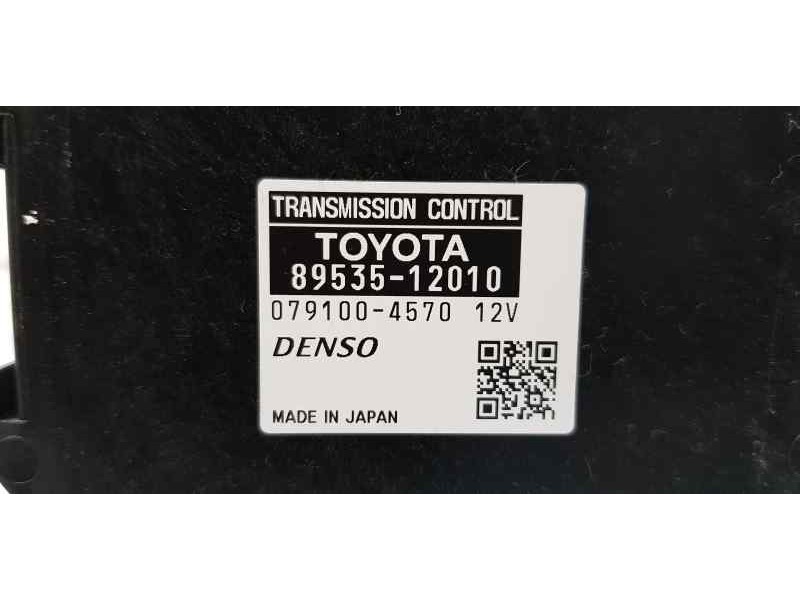 TRANSMISSION CONTROL
TOYOTA
89535-12010
079100-4570 12V
DENSO
MADE IN JAPAN